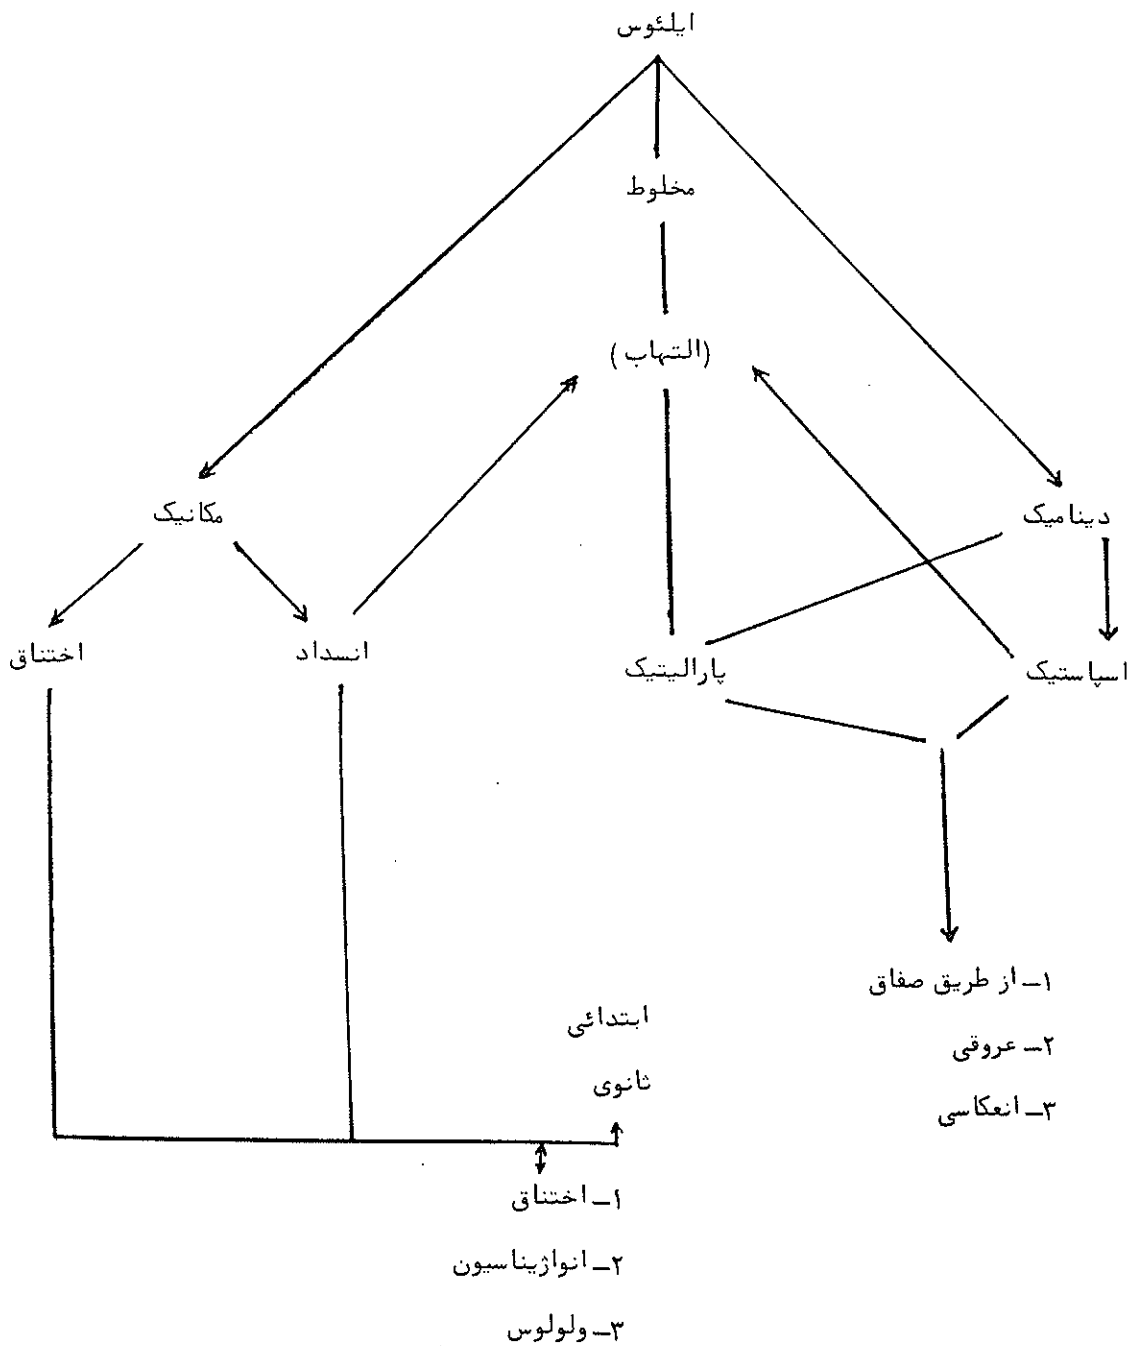 ایلئوس
مخلوط
(التهاب)
دینامیک
مکانیک
اسپاستیک
پارالیتیک
انسداد
اختناق
۱ـ از طریق صفاق
۲ـ عروقی
۳ـ انعکاسی
ابتدائی
ثانوی
۱ـ اختناق
۲ـ انواژیناسیون
۳ـ ولولوس